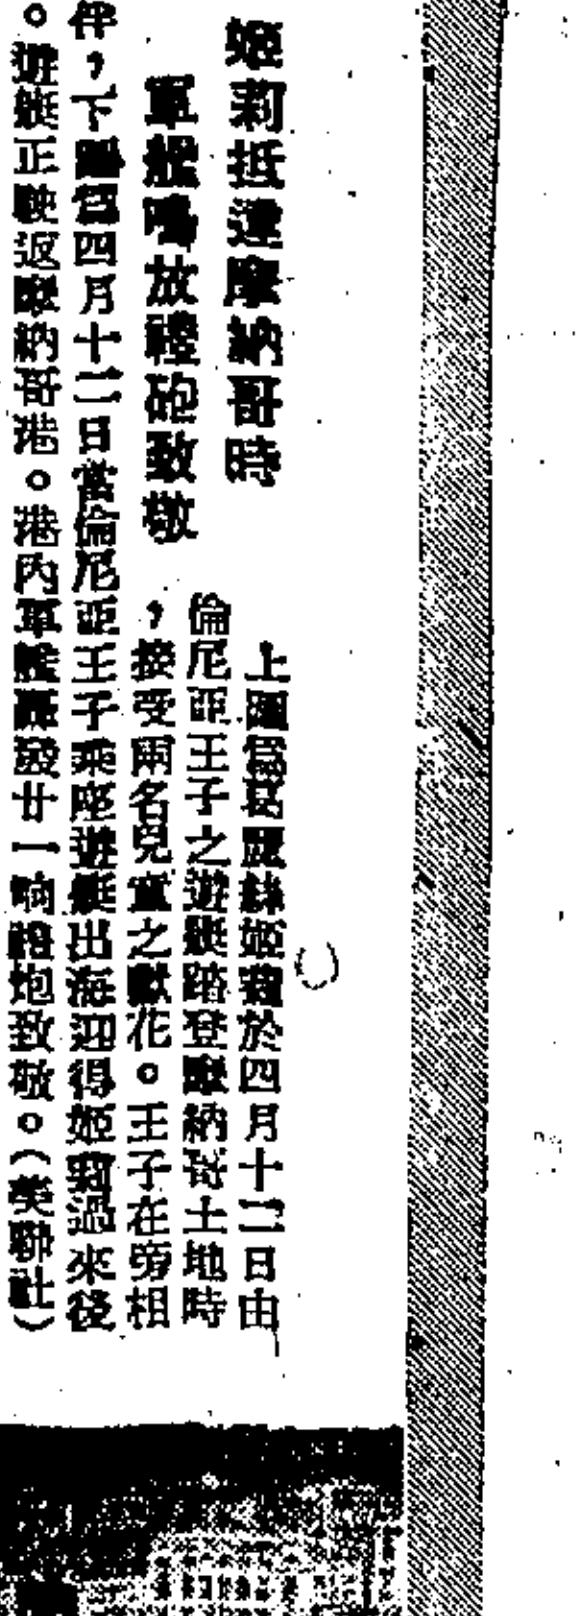 姬莉抵達摩納哥時
軍艦鳴放禮砲致敬
上圖爲葛麗絲姬莉於四月十二日由
倫尼亞王子之遊艇踏登摩納哥土地時
，接受兩名兒童之獻花。王子在旁相
伴，下圖爲四月十二日當倫尼亞王子乘座遊艇出海迎得姬莉過來後
。遊艇正駛返摩納哥港。港內軍艦轟發廿一响禮炮致敬。（美聯社）